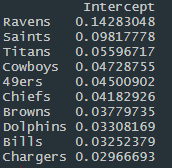 Intercept
Ravens 0.14283048
Saints 0.09817778
Titans 0.05596717
Cowboys 0.04728755
49ers 0.04500902
Chiefs 0.04182926
Browns 0.03779735
Dolphins 0.03308169
Bills 0.03252379
Chargers 0.02966693